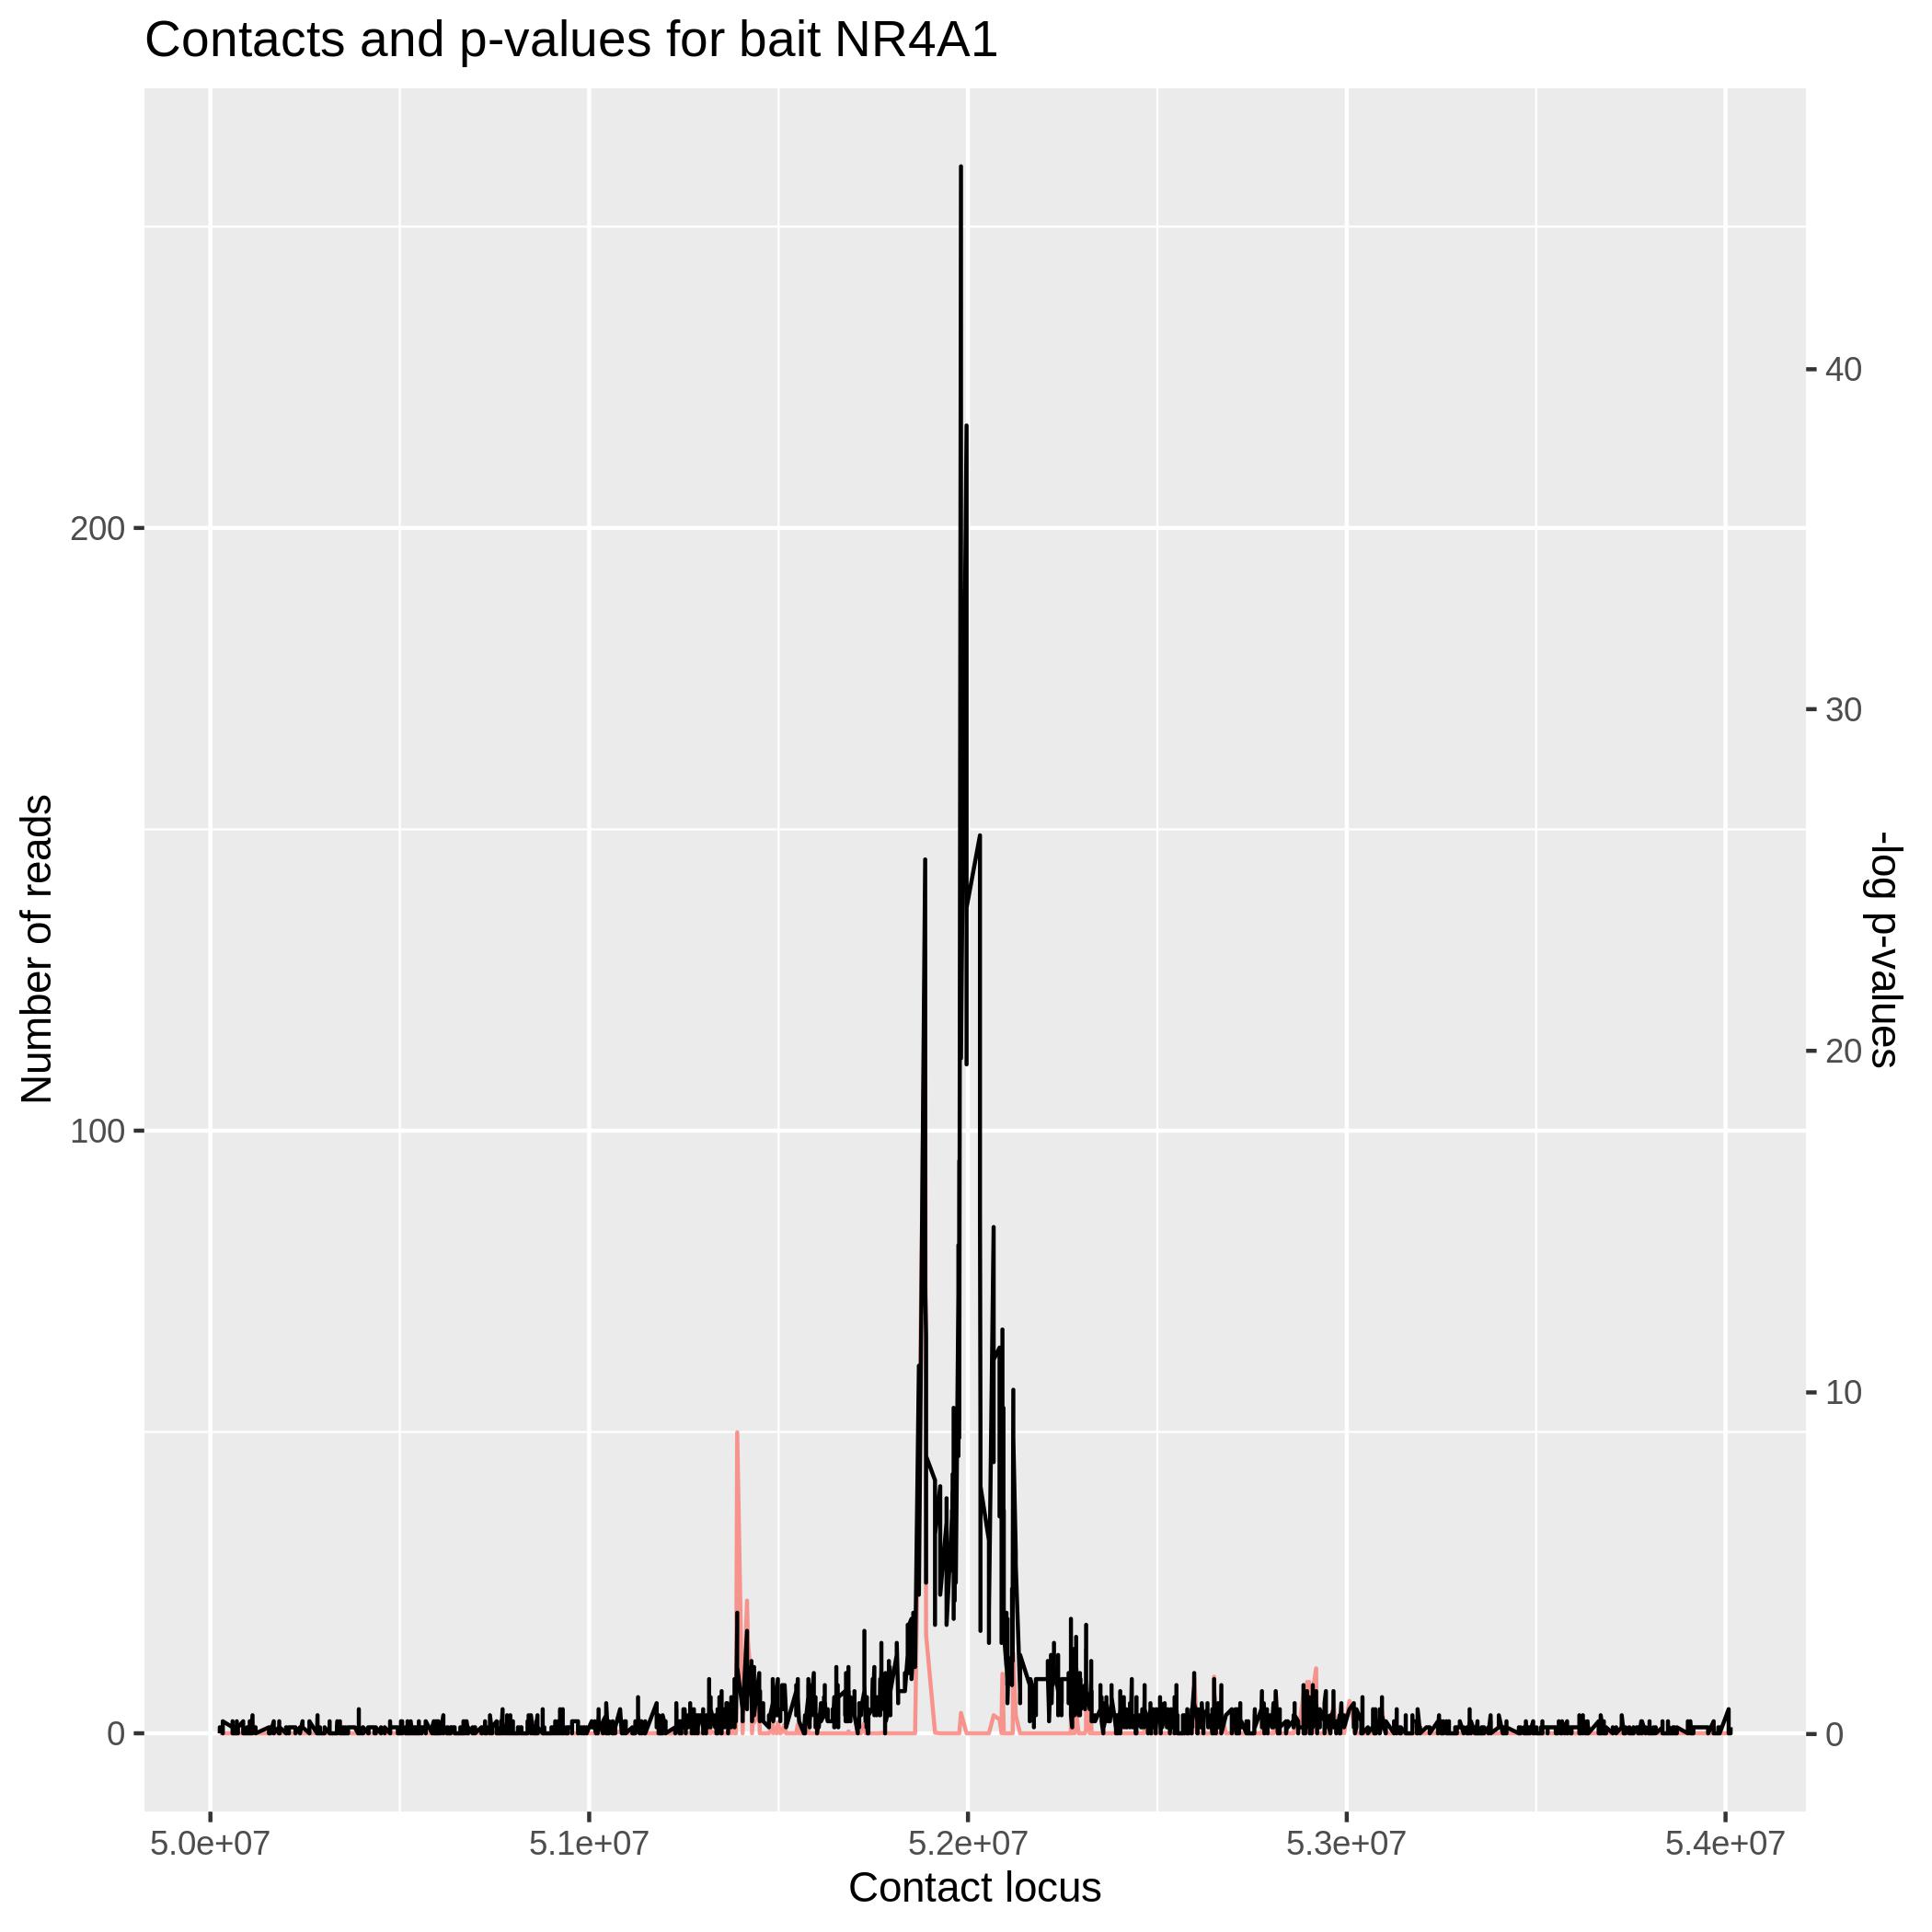 Contacts and p-values for bait NR4A1
Number of reads
200
100
0
40
30
20
10
0
-log p-values
5.0e+07
5.1e+07
5.2e+07
5.3e+07
5.4e+07
Contact locus